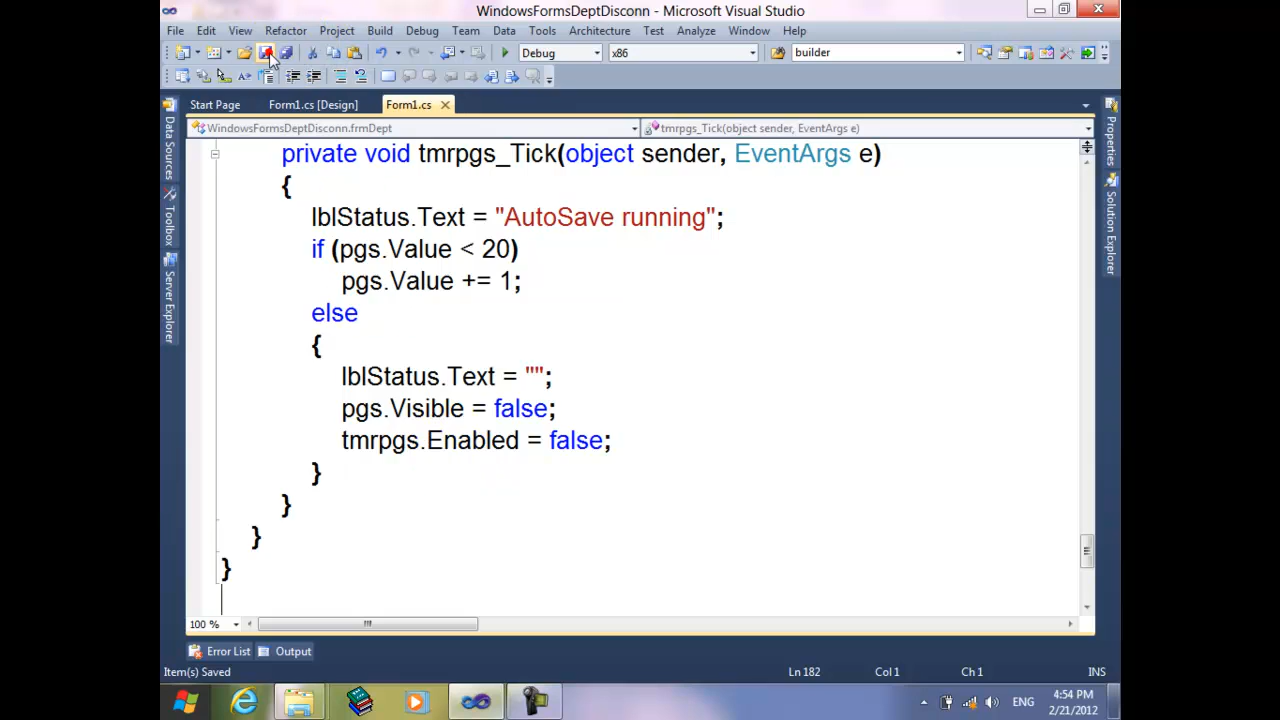 WindowsFormsDeptDisconn - Microsoft Visual Studio
File Edit View Refactor Project Build Debug Team Data Tools Architecture Test Analyze Window Help
Debug x86 builder
Start Page Form1.cs [Design] Form1.cs
WindowsFormsDeptDisconn.frmDept tmrpgs_Tick(object sender, EventArgs e)
private void tmrpgs_Tick(object sender, EventArgs e)
{
lblStatus.Text = "AutoSave running";
if (pgs.Value < 20)
pgs.Value += 1;
else
{
lblStatus.Text = "";
pgs.Visible = false;
tmrpgs.Enabled = false;
}
}
}
}
Data Sources
Toolbox
Server Explorer
Properties
Solution Explorer
100 %
Error List Output
Item(s) Saved Ln 182 Col 1 Ch 1 INS
ENG
4:54 PM
2/21/2012